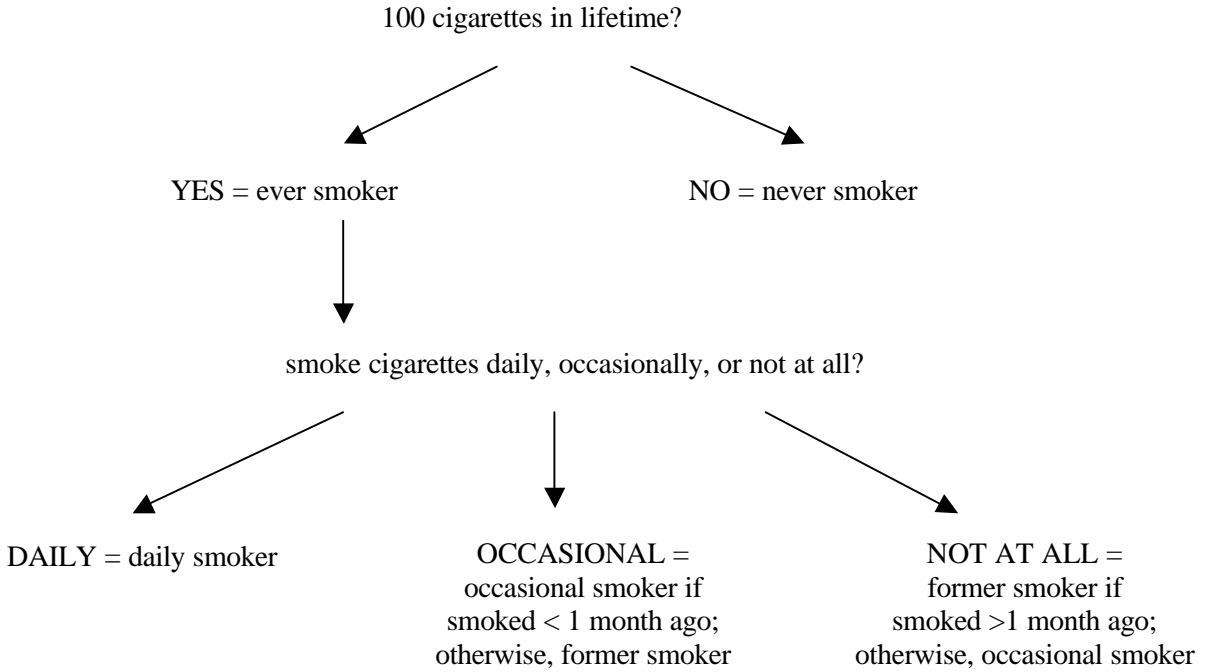 100 cigarettes in lifetime?
YES = ever smoker
NO = never smoker
smoke cigarettes daily, occasionally, or not at all?
DAILY = daily smoker
OCCASIONAL =
occasional smoker if
smoked < 1 month ago;
otherwise, former smoker
NOT AT ALL =
former smoker if
smoked >1 month ago;
otherwise, occasional smoker